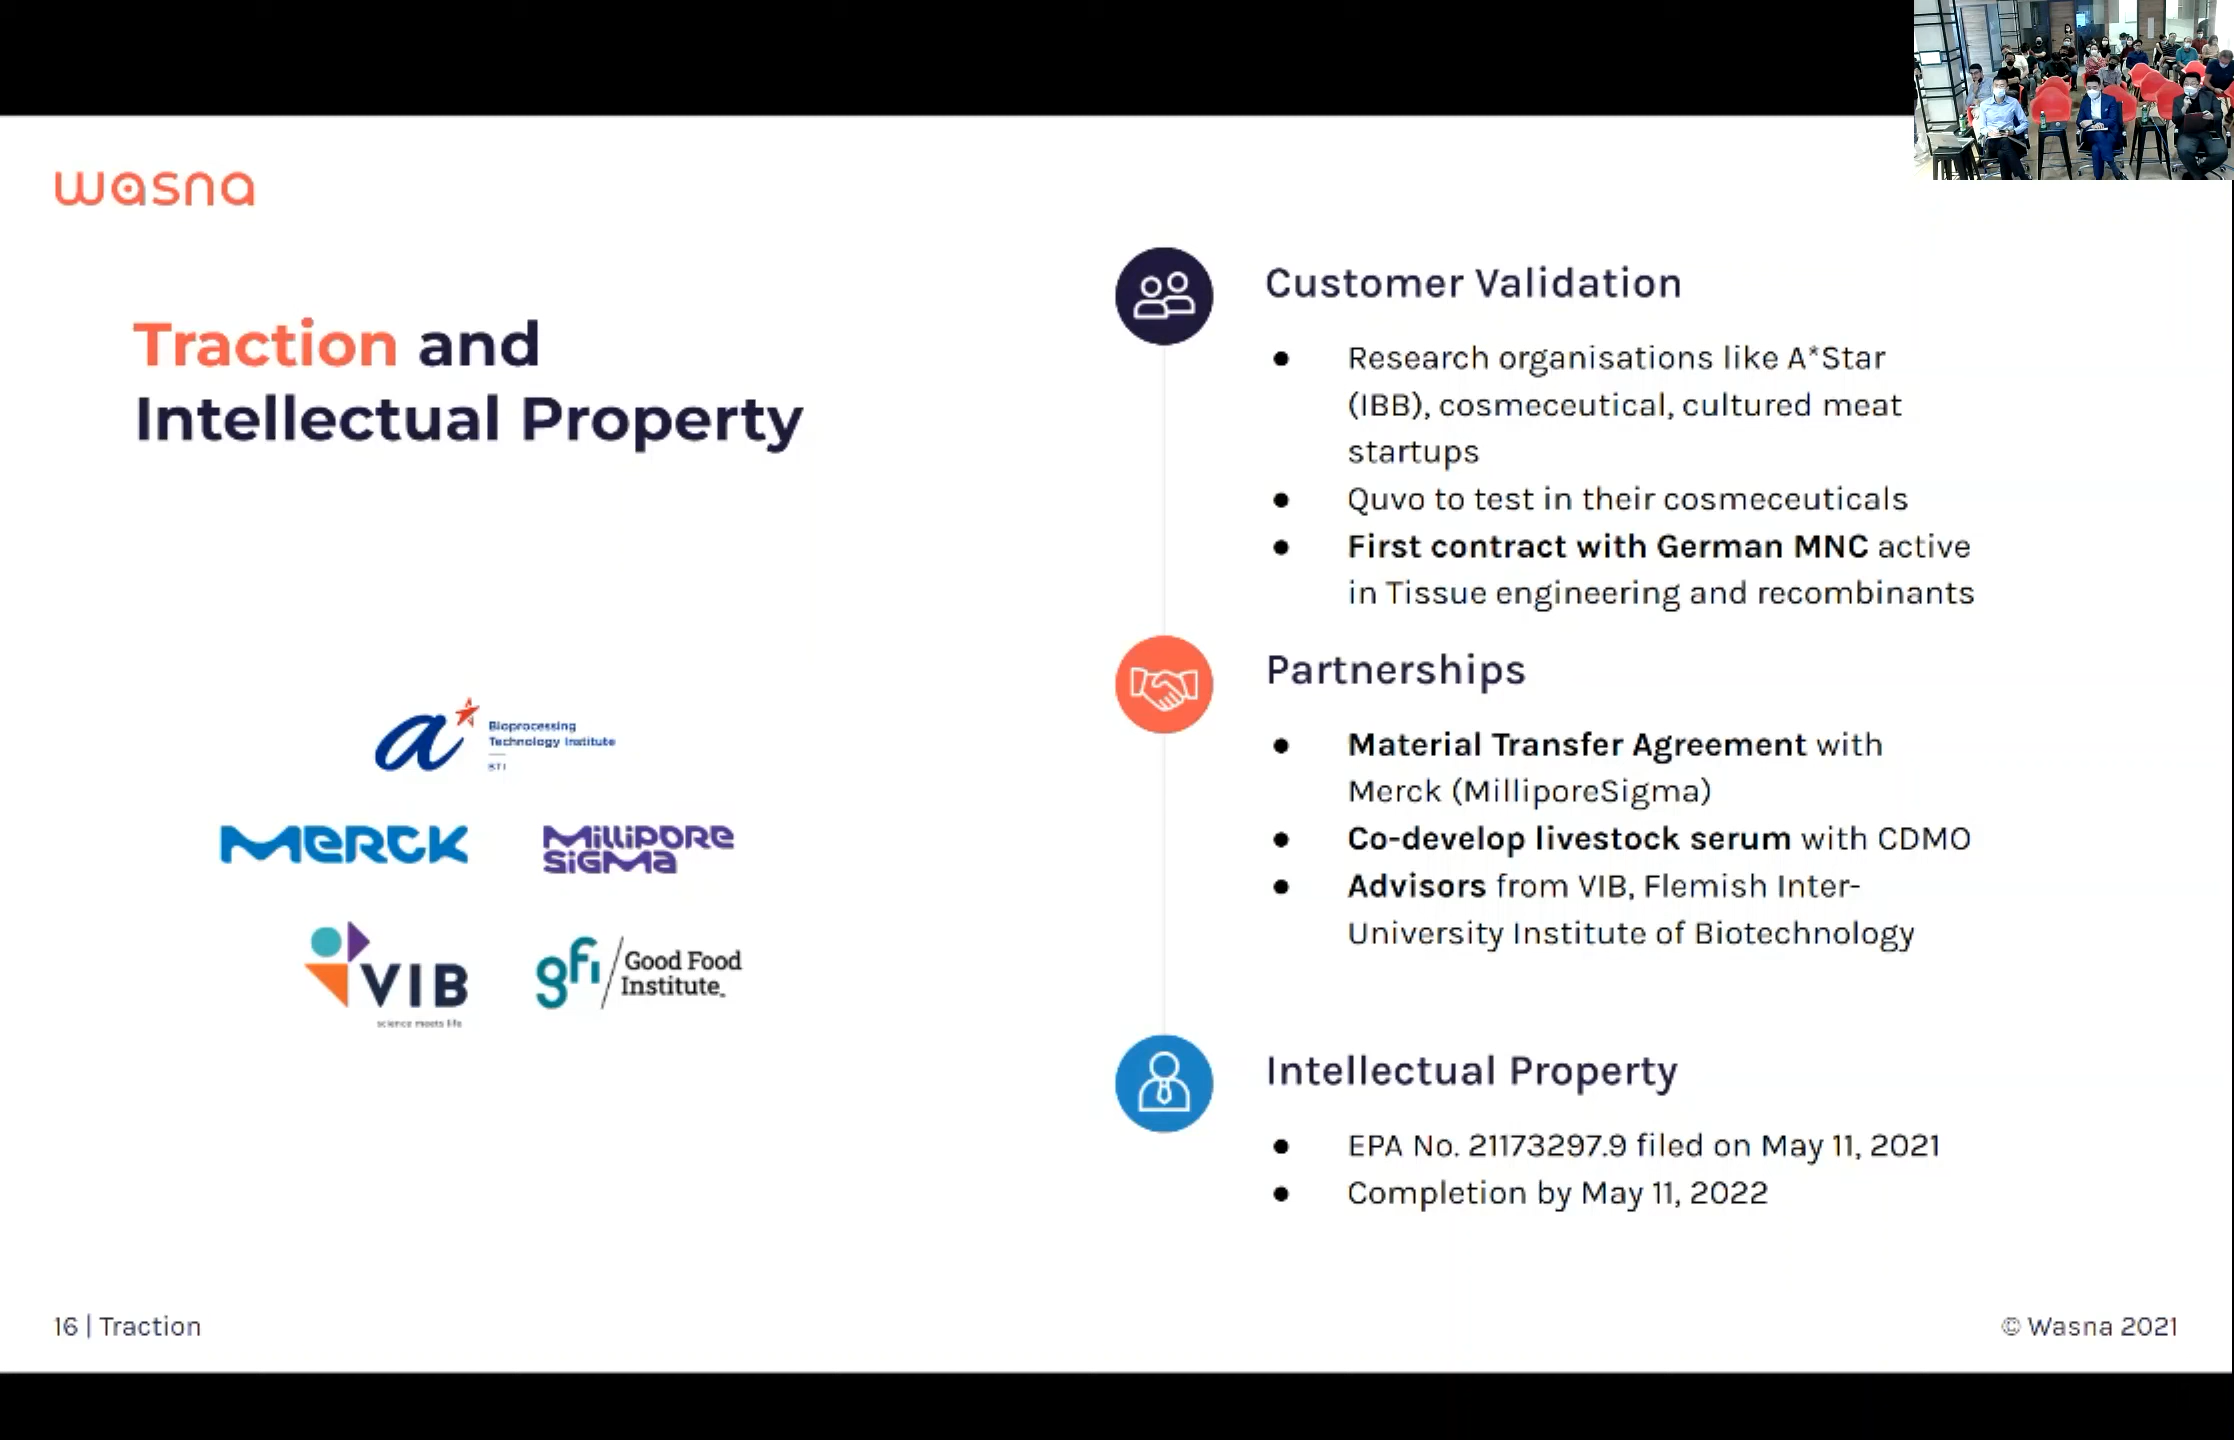 wasna
Traction and
Intellectual Property
Bioprocessing
Technology Institute
BTI
MERCK
MILLIPORE
SIGMA
VIB
science meets life
gfi/Good Food
Institute.
Customer Validation
● Research organisations like A*Star
(IBB), cosmeceutical, cultured meat
startups
● Quvo to test in their cosmeceuticals
● First contract with German MNC active
in Tissue engineering and recombinants
Partnerships
● Material Transfer Agreement with
Merck (MilliporeSigma)
● Co-develop livestock serum with CDMO
● Advisors from VIB, Flemish Inter-
University Institute of Biotechnology
Intellectual Property
● EPA No. 21173297.9 filed on May 11, 2021
● Completion by May 11, 2022
16 | Traction
© Wasna 2021